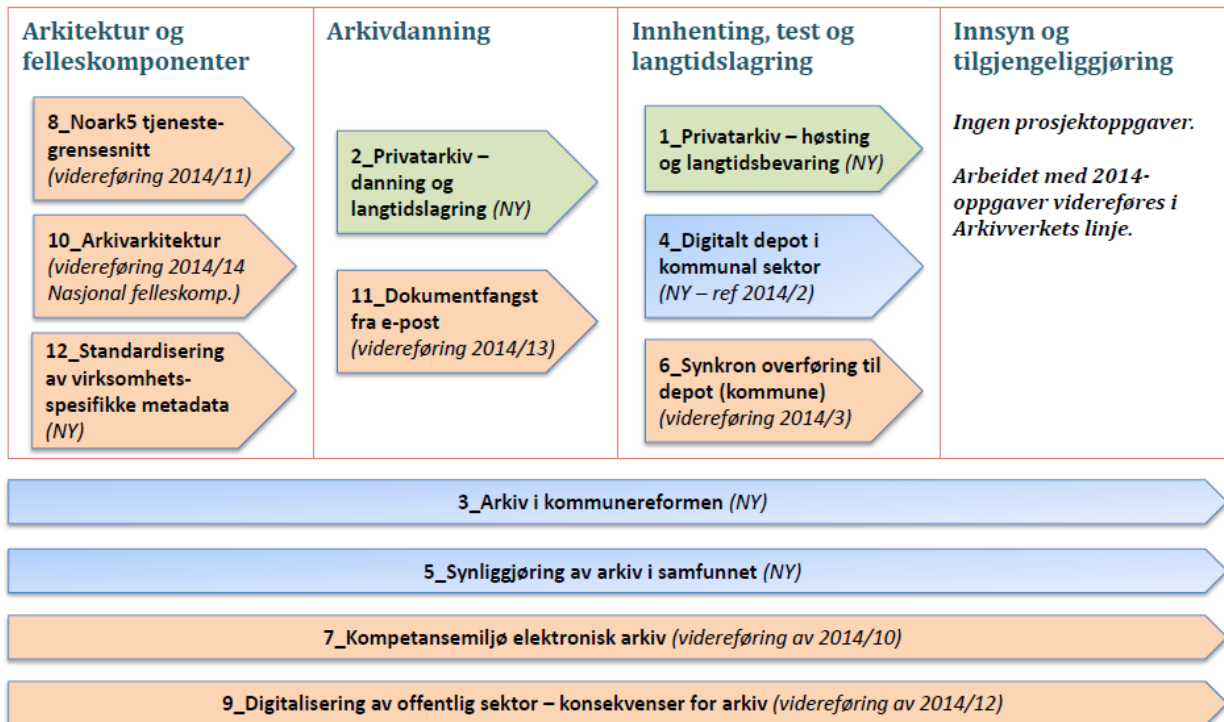 Arkitektur og
felleskomponenter
8_Noark5 tjeneste-
grensesnitt
(videreføring 2014/11)
10_Arkivarkitektur
(videreføring 2014/14
Nasjonal felleskomp.)
12_Standardisering
av virksomhets-
spesifikke metadata
(NY)
Arkivdanning
2_Privatarkiv –
danning og
langtidslagring (NY)
11_Dokumentfangst
fra e-post
(videreføring 2014/13)
Innhenting, test og
langtidslagring
1_Privatarkiv – høsting
og langtidsbevaring (NY)
4_Digitalt depot i
kommunal sektor
(NY – ref 2014/2)
6_Synkron overføring til
depot (kommune)
(videreføring 2014/3)
Innsyn og
tilgjengeliggjøring
Ingen prosjektoppgaver.
Arbeidet med 2014-
oppgaver videreføres i
Arkivverkets linje.
3_Arkiv i kommunereformen (NY)
5_Synliggjøring av arkiv i samfunnet (NY)
7_Kompetansemiljø elektronisk arkiv (videreføring av 2014/10)
9_Digitalisering av offentlig sektor – konsekvenser for arkiv (videreføring av 2014/12)